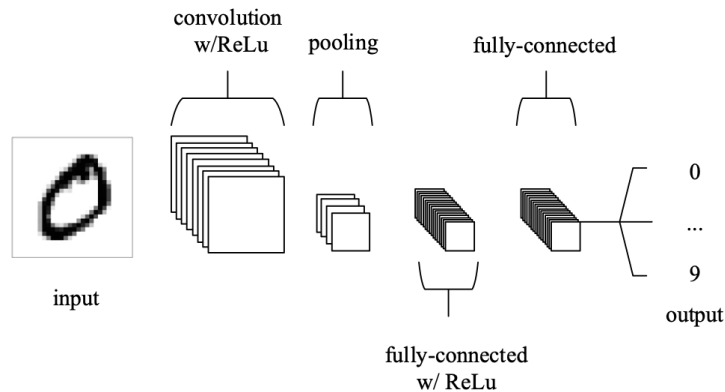 convolution
w/ReLu
pooling
fully-connected
0
...
9
input
output
fully-connected
w/ ReLu